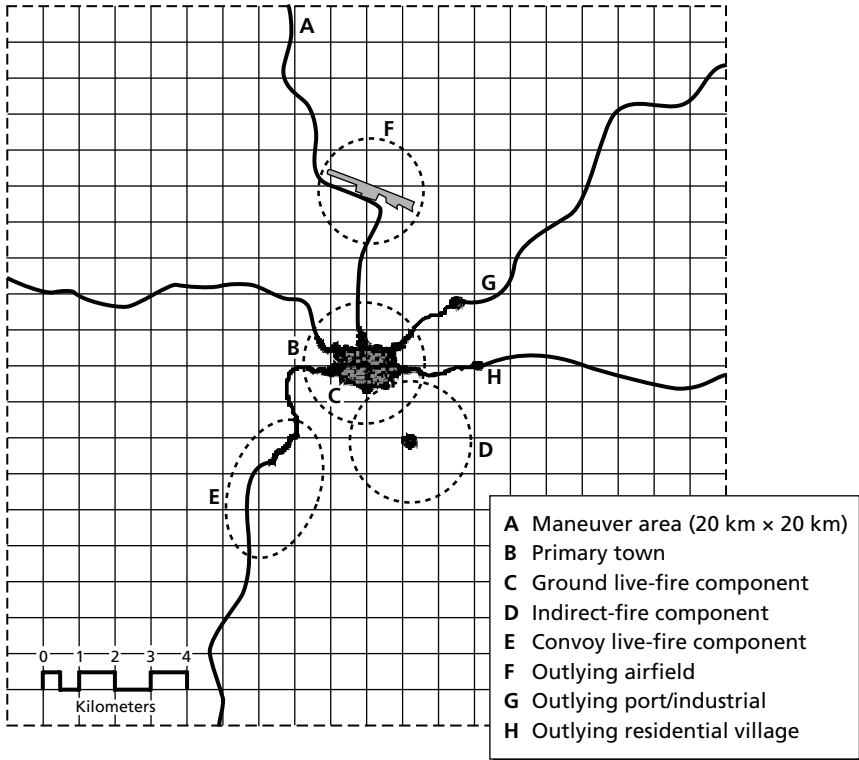 A
F
G
B
H
C
D
E
A Maneuver area (20 km × 20 km)
B Primary town
C Ground live-fire component
D Indirect-fire component
E Convoy live-fire component
F Outlying airfield
G Outlying port/industrial
H Outlying residential village
0 1 2 3 4
Kilometers